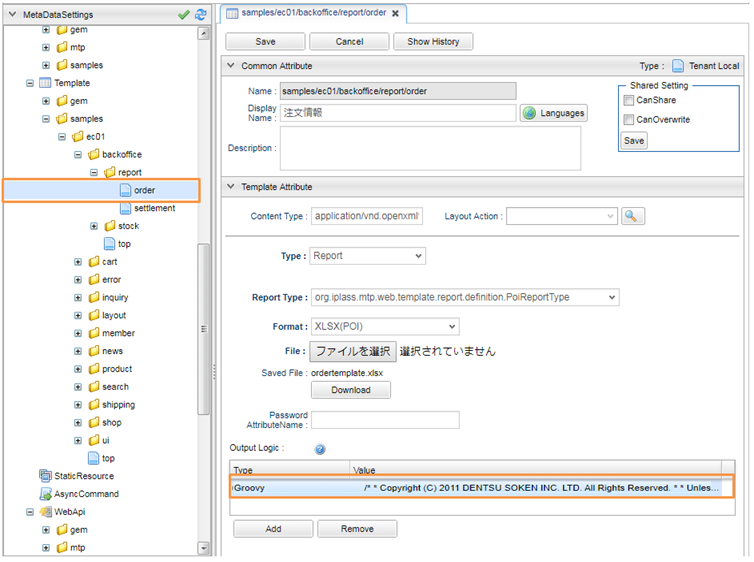 MetaDataSettings
gem
mtp
samples
Template
gem
samples
ec01
backoffice
report
order
settlement
stock
top
cart
error
inquiry
layout
member
news
product
search
shipping
shop
ui
top
StaticResource
AsyncCommand
WebApi
gem
mtp
samples/ec01/backoffice/report/order
Save Cancel Show History
Common Attribute Type : Tenant Local
Name : samples/ec01/backoffice/report/order
Display Name : 注文情報 Languages
Description :
Shared Setting
CanShare
CanOverwrite
Save
Template Attribute
Content Type : application/vnd.openxml Layout Action :
Type : Report
Report Type : org.iplass.mtp.web.template.report.definition.PoiReportType
Format : XLSX(POI)
File : ファイルを選択 選択されていません
Saved File : ordertemplate.xlsx
Download
Password
AttributeName :
Output Logic :
Type Value
Groovy /* * Copyright (C) 2011 DENTSU SOKEN INC. LTD. All Rights Reserved. * * Unles...
Add Remove